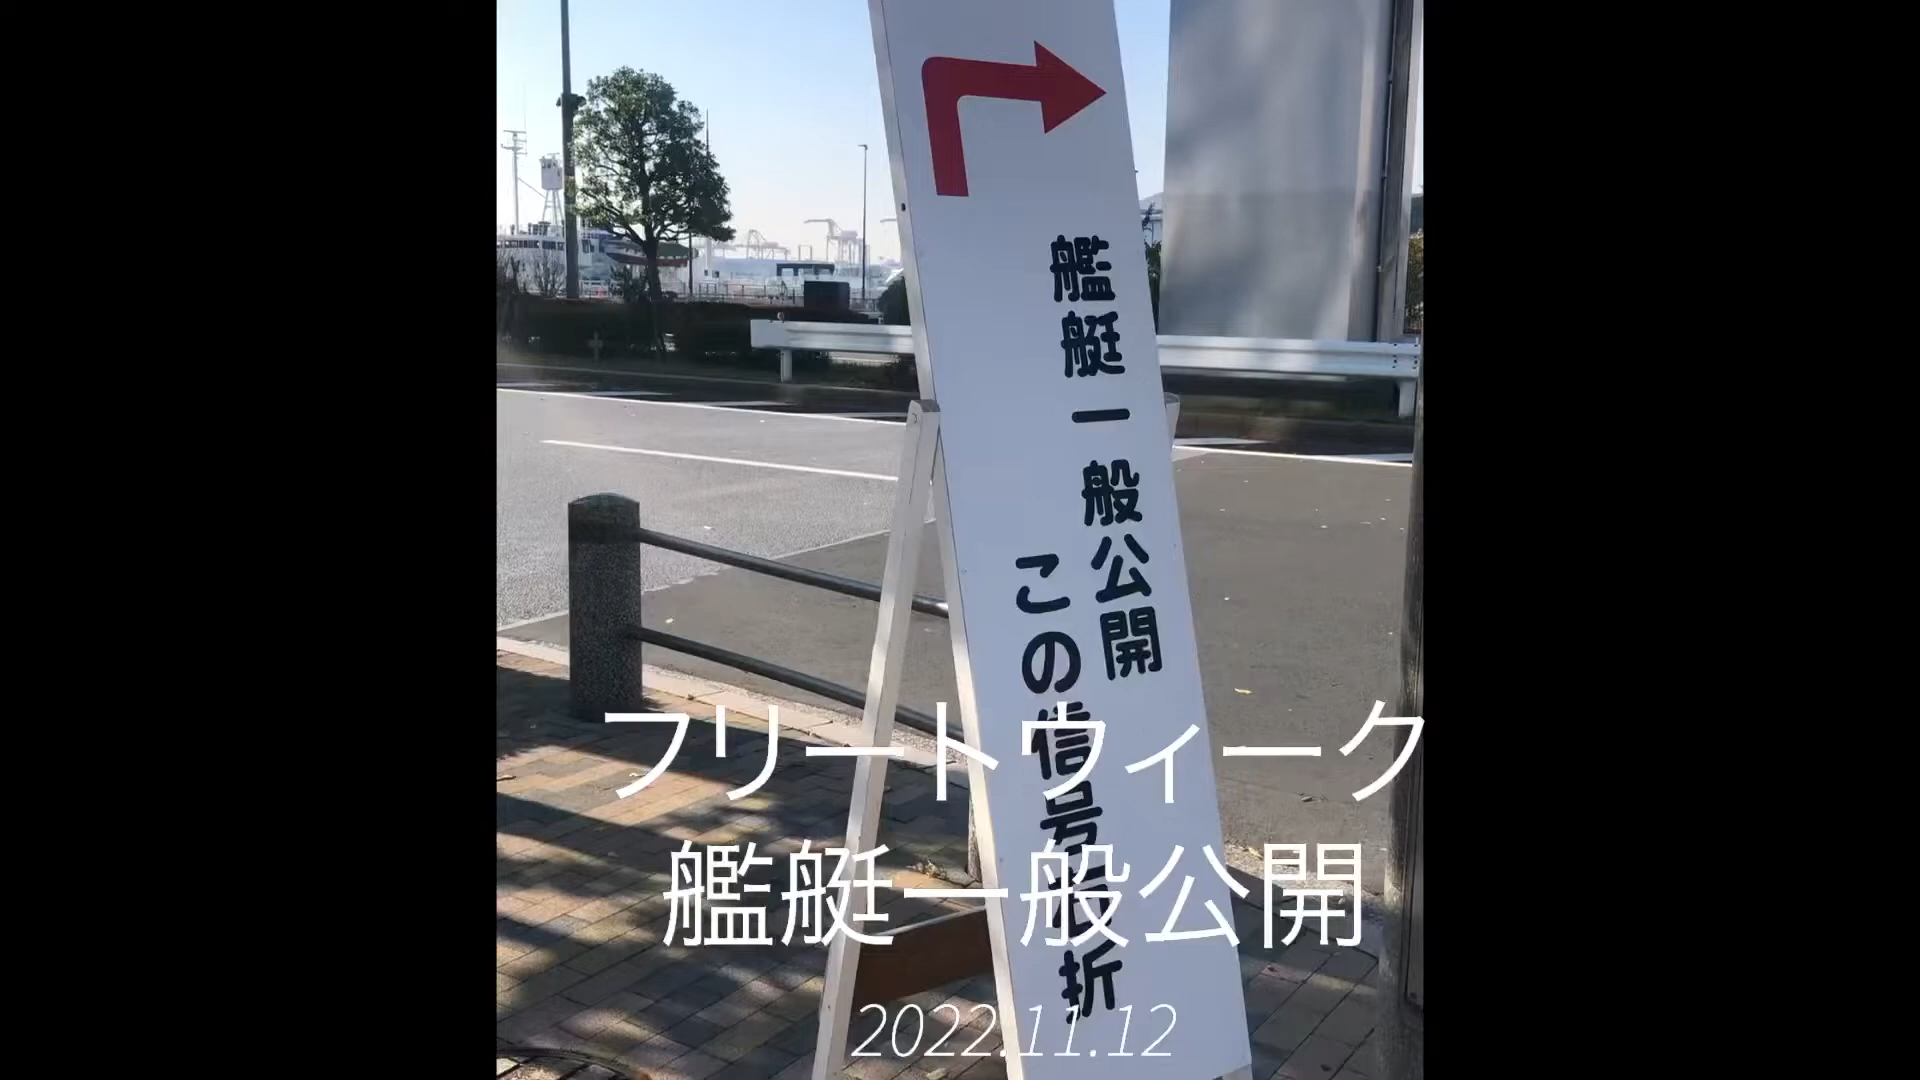 艦艇一般公開
この信号右折
フリートウィーク
艦艇一般公開
2022.11.12